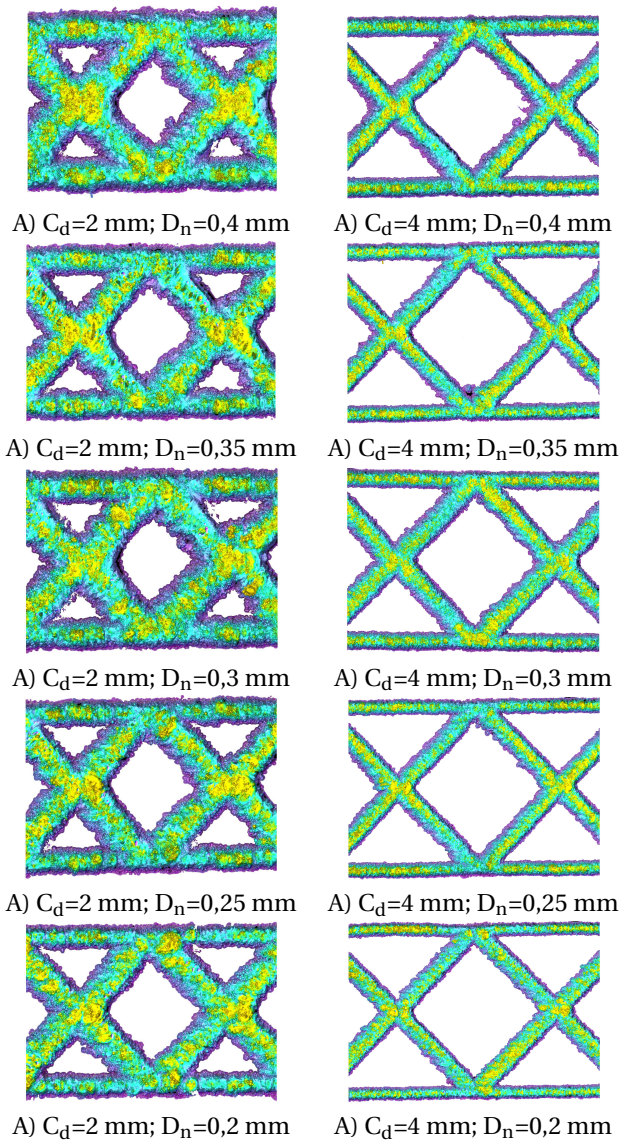 A) C_d=2 mm; D_n=0,4 mm
A) C_d=4 mm; D_n=0,4 mm
A) C_d=2 mm; D_n=0,35 mm
A) C_d=4 mm; D_n=0,35 mm
A) C_d=2 mm; D_n=0,3 mm
A) C_d=4 mm; D_n=0,3 mm
A) C_d=2 mm; D_n=0,25 mm
A) C_d=4 mm; D_n=0,25 mm
A) C_d=2 mm; D_n=0,2 mm
A) C_d=4 mm; D_n=0,2 mm